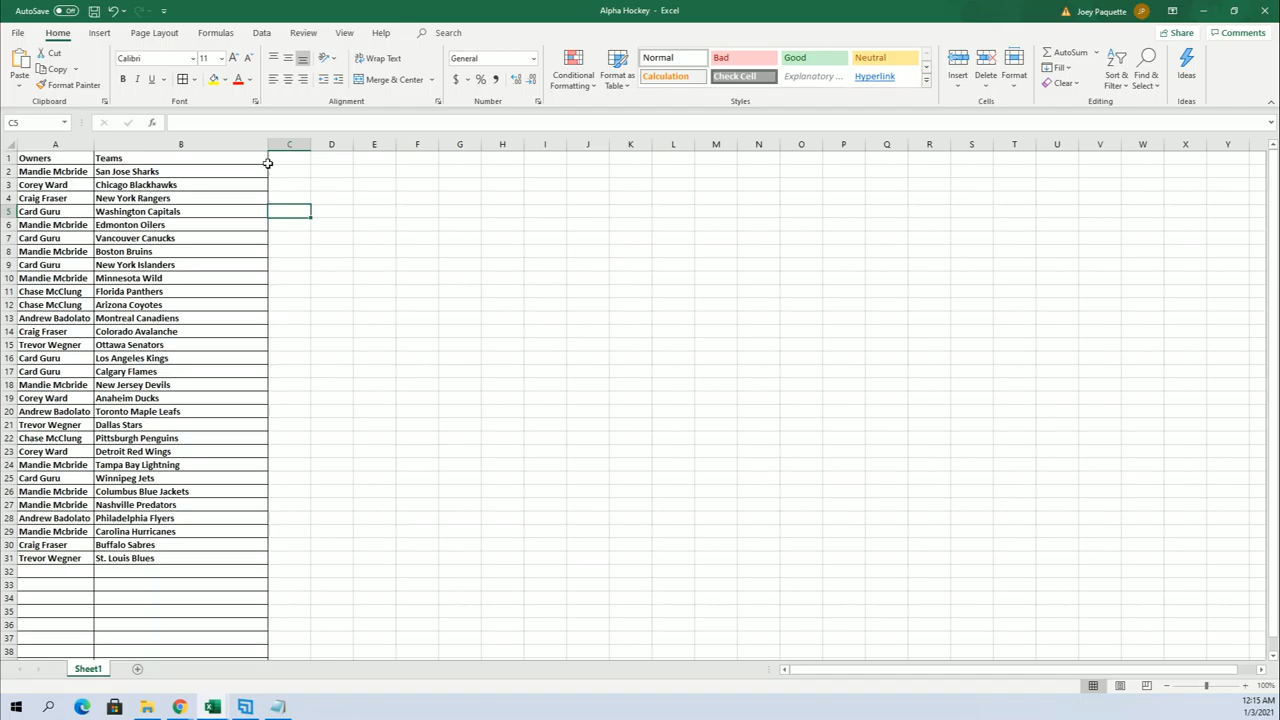 AutoSave Off
Alpha Hockey - Excel
Joey Paquette JP
File Home Insert Page Layout Formulas Data Review View Help Search
Share Comments
Paste
Cut
Copy
Format Painter
Clipboard
Calibri 11
B I U
Font
Wrap Text
Merge & Center
Alignment
General
$ % ,
Number
Conditional Formatting
Format as Table
Normal Bad Good Neutral
Calculation Check Cell Explanatory ... Hyperlink
Styles
Insert Delete Format
Cells
AutoSum
Fill
Clear
Sort & Filter
Find & Select
Editing
Ideas
Ideas
C5
fx
A B C D E F G H I J K L M N O P Q R S T U V W X Y
1 Owners Teams
2 Mandie Mcbride San Jose Sharks
3 Corey Ward Chicago Blackhawks
4 Craig Fraser New York Rangers
5 Card Guru Washington Capitals
6 Mandie Mcbride Edmonton Oilers
7 Card Guru Vancouver Canucks
8 Mandie Mcbride Boston Bruins
9 Card Guru New York Islanders
10 Mandie Mcbride Minnesota Wild
11 Chase McClung Florida Panthers
12 Chase McClung Arizona Coyotes
13 Andrew Badolato Montreal Canadiens
14 Craig Fraser Colorado Avalanche
15 Trevor Wegner Ottawa Senators
16 Card Guru Los Angeles Kings
17 Card Guru Calgary Flames
18 Mandie Mcbride New Jersey Devils
19 Corey Ward Anaheim Ducks
20 Andrew Badolato Toronto Maple Leafs
21 Trevor Wegner Dallas Stars
22 Chase McClung Pittsburgh Penguins
23 Corey Ward Detroit Red Wings
24 Mandie Mcbride Tampa Bay Lightning
25 Card Guru Winnipeg Jets
26 Mandie Mcbride Columbus Blue Jackets
27 Mandie Mcbride Nashville Predators
28 Andrew Badolato Philadelphia Flyers
29 Mandie Mcbride Carolina Hurricanes
30 Craig Fraser Buffalo Sabres
31 Trevor Wegner St. Louis Blues
32
33
34
35
36
37
38
Sheet1
100%
12:15 AM
1/3/2021